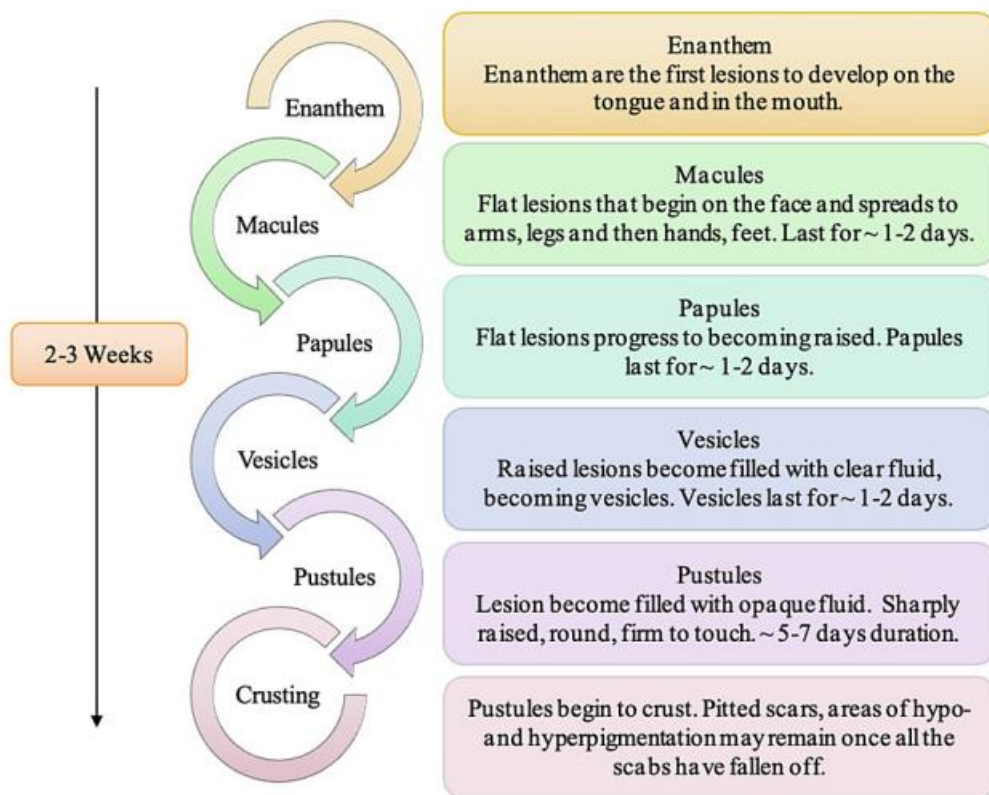 Enanthem
Enanthem
Enanthem are the first lesions to develop on the
tongue and in the mouth.
Macules
Macules
Flat lesions that begin on the face and spreads to
arms, legs and then hands, feet. Last for ~ 1-2 days.
2-3 Weeks
Papules
Papules
Flat lesions progress to becoming raised. Papules
last for ~ 1-2 days.
Vesicles
Vesicles
Raised lesions become filled with clear fluid,
becoming vesicles. Vesicles last for ~ 1-2 days.
Pustules
Pustules
Lesion become filled with opaque fluid. Sharply
raised, round, firm to touch. ~ 5-7 days duration.
Crusting
Pustules begin to crust. Pitted scars, areas of hypo-
and hyperpigmentation may remain once all the
scabs have fallen off.